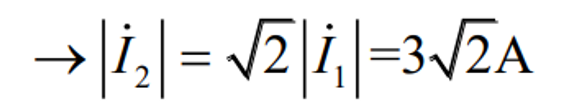 →|İ₂| = √2|İ₁|=3√2A